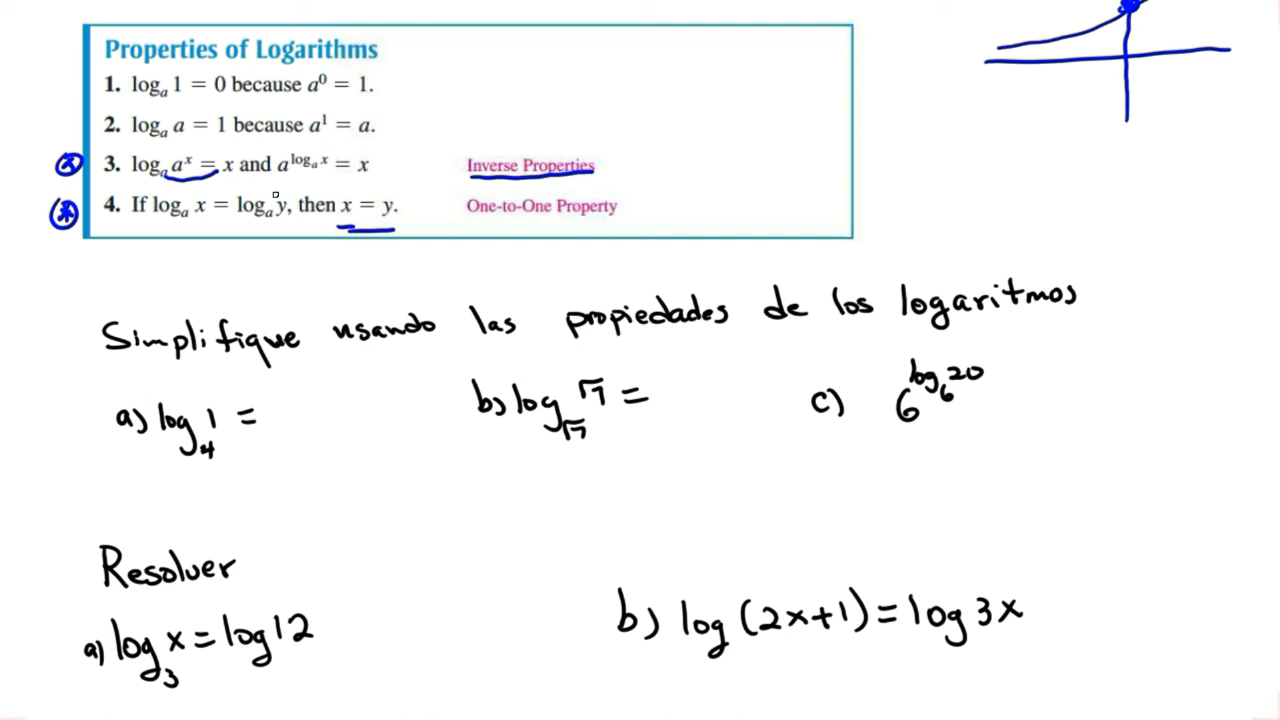 Properties of Logarithms
1. logₐ 1 = 0 because a⁰ = 1.
2. logₐ a = 1 because a¹ = a.
3. logₐ aˣ = x and a^(logₐ x) = x Inverse Properties
4. If logₐ x = logₐ y, then x = y. One-to-One Property
Simplifique usando las propiedades de los logaritmos
a) log₄ 1 = b) log_√7 √7 = c) 6^(log₆ 20)
Resolver
a) log₃ x = log 12 b) log (2x+1) = log 3x